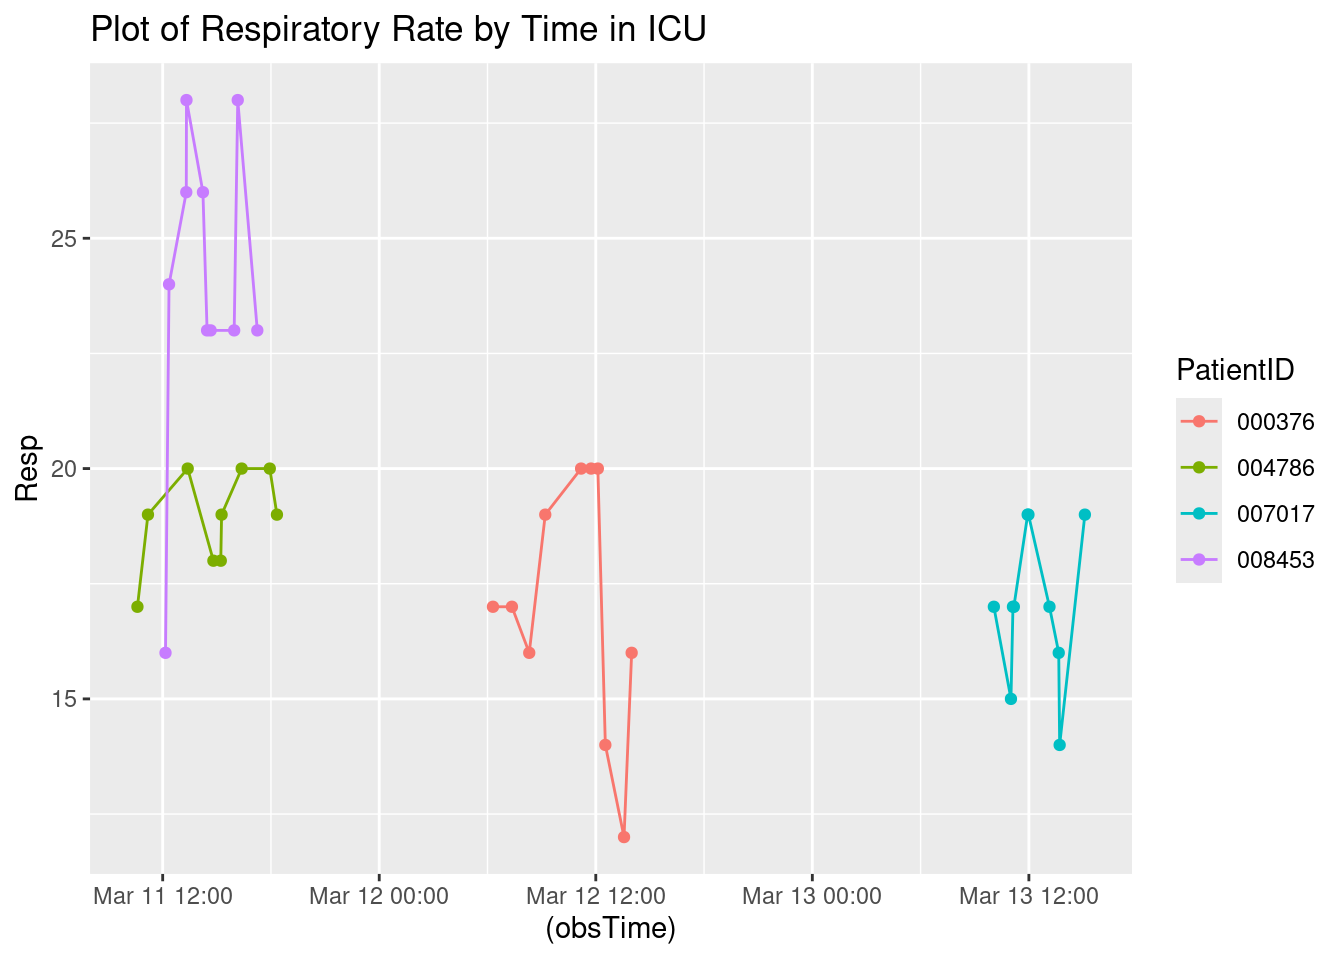 Plot of Respiratory Rate by Time in ICU
Resp
25
20
15
Mar 11 12:00
Mar 12 00:00
Mar 12 12:00
Mar 13 00:00
Mar 13 12:00
(obsTime)
PatientID
000376
004786
007017
008453